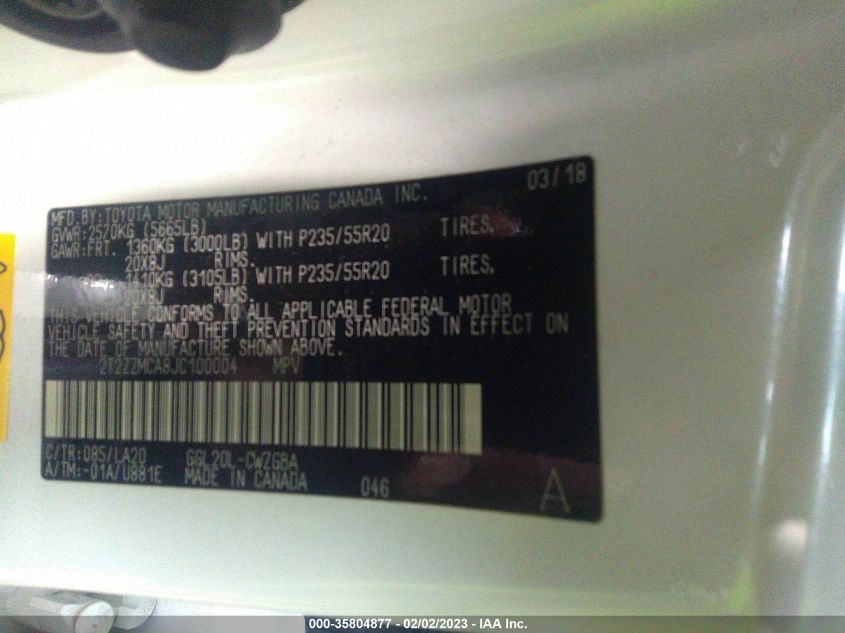 MFD. BY: TOYOTA MOTOR MANUFACTURING CANADA INC. 03/18
GVWR: 2570KG (5665LB)
GAWR: FRT. 1360KG (3000LB) WITH P235/55R20 TIRES,
20X8J RIMS.
1410KG (3105LB) WITH P235/55R20 TIRES,
20X8J RIMS.
THIS VEHICLE CONFORMS TO ALL APPLICABLE FEDERAL MOTOR
VEHICLE SAFETY AND THEFT PREVENTION STANDARDS IN EFFECT ON
THE DATE OF MANUFACTURE SHOWN ABOVE.
2T2ZZMCA8JC100004 MPV
C/TR: 085/LA20 GGL20L-CWZGBA
A/TM: -01A/U881E MADE IN CANADA 046 A
000-35804877 - 02/02/2023 - IAA Inc.